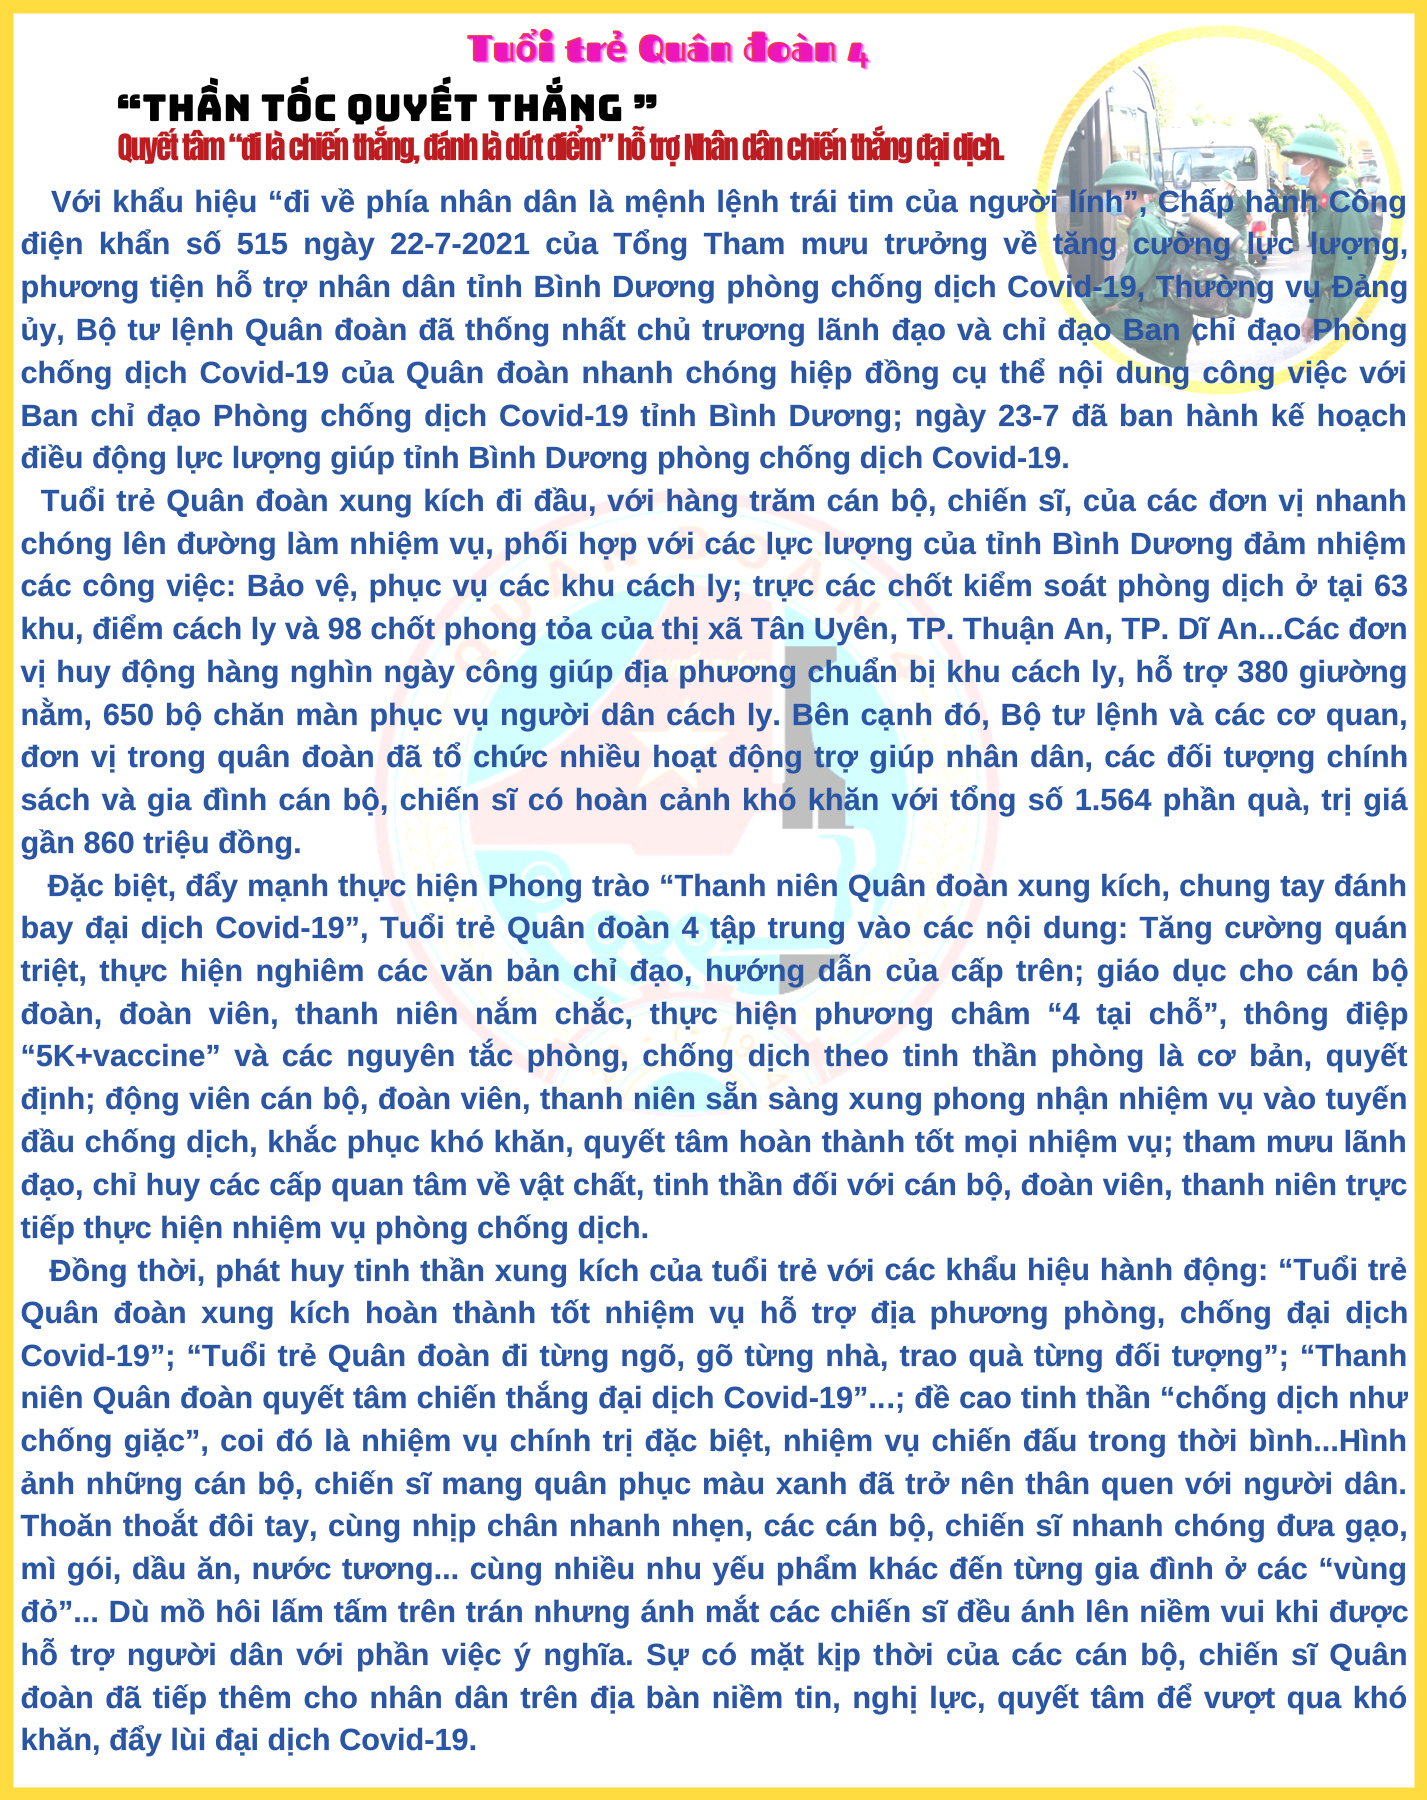 Tuổi trẻ Quân đoàn 4
“THẦN TỐC QUYẾT THẮNG ”
Quyết tâm “đi là chiến thắng, đánh là dứt điểm” hỗ trợ Nhân dân chiến thắng đại dịch.
Với khẩu hiệu “đi về phía nhân dân là mệnh lệnh trái tim của người lính”, Chấp hành Công
điện khẩn số 515 ngày 22-7-2021 của Tổng Tham mưu trưởng về tăng cường lực lượng,
phương tiện hỗ trợ nhân dân tỉnh Bình Dương phòng chống dịch Covid-19, Thường vụ Đảng
ủy, Bộ tư lệnh Quân đoàn đã thống nhất chủ trương lãnh đạo và chỉ đạo Ban chỉ đạo Phòng
chống dịch Covid-19 của Quân đoàn nhanh chóng hiệp đồng cụ thể nội dung công việc với
Ban chỉ đạo Phòng chống dịch Covid-19 tỉnh Bình Dương; ngày 23-7 đã ban hành kế hoạch
điều động lực lượng giúp tỉnh Bình Dương phòng chống dịch Covid-19.
Tuổi trẻ Quân đoàn xung kích đi đầu, với hàng trăm cán bộ, chiến sĩ, của các đơn vị nhanh
chóng lên đường làm nhiệm vụ, phối hợp với các lực lượng của tỉnh Bình Dương đảm nhiệm
các công việc: Bảo vệ, phục vụ các khu cách ly; trực các chốt kiểm soát phòng dịch ở tại 63
khu, điểm cách ly và 98 chốt phong tỏa của thị xã Tân Uyên, TP. Thuận An, TP. Dĩ An...Các đơn
vị huy động hàng nghìn ngày công giúp địa phương chuẩn bị khu cách ly, hỗ trợ 380 giường
nằm, 650 bộ chăn màn phục vụ người dân cách ly. Bên cạnh đó, Bộ tư lệnh và các cơ quan,
đơn vị trong quân đoàn đã tổ chức nhiều hoạt động trợ giúp nhân dân, các đối tượng chính
sách và gia đình cán bộ, chiến sĩ có hoàn cảnh khó khăn với tổng số 1.564 phần quà, trị giá
gần 860 triệu đồng.
Đặc biệt, đẩy mạnh thực hiện Phong trào “Thanh niên Quân đoàn xung kích, chung tay đánh
bay đại dịch Covid-19”, Tuổi trẻ Quân đoàn 4 tập trung vào các nội dung: Tăng cường quán
triệt, thực hiện nghiêm các văn bản chỉ đạo, hướng dẫn của cấp trên; giáo dục cho cán bộ
đoàn, đoàn viên, thanh niên nắm chắc, thực hiện phương châm “4 tại chỗ”, thông điệp
“5K+vaccine” và các nguyên tắc phòng, chống dịch theo tinh thần phòng là cơ bản, quyết
định; động viên cán bộ, đoàn viên, thanh niên sẵn sàng xung phong nhận nhiệm vụ vào tuyến
đầu chống dịch, khắc phục khó khăn, quyết tâm hoàn thành tốt mọi nhiệm vụ; tham mưu lãnh
đạo, chỉ huy các cấp quan tâm về vật chất, tinh thần đối với cán bộ, đoàn viên, thanh niên trực
tiếp thực hiện nhiệm vụ phòng chống dịch.
Đồng thời, phát huy tinh thần xung kích của tuổi trẻ với các khẩu hiệu hành động: “Tuổi trẻ
Quân đoàn xung kích hoàn thành tốt nhiệm vụ hỗ trợ địa phương phòng, chống đại dịch
Covid-19”; “Tuổi trẻ Quân đoàn đi từng ngõ, gõ từng nhà, trao quà từng đối tượng”; “Thanh
niên Quân đoàn quyết tâm chiến thắng đại dịch Covid-19”...; đề cao tinh thần “chống dịch như
chống giặc”, coi đó là nhiệm vụ chính trị đặc biệt, nhiệm vụ chiến đấu trong thời bình...Hình
ảnh những cán bộ, chiến sĩ mang quân phục màu xanh đã trở nên thân quen với người dân.
Thoăn thoắt đôi tay, cùng nhịp chân nhanh nhẹn, các cán bộ, chiến sĩ nhanh chóng đưa gạo,
mì gói, dầu ăn, nước tương... cùng nhiều nhu yếu phẩm khác đến từng gia đình ở các “vùng
đỏ”... Dù mồ hôi lấm tấm trên trán nhưng ánh mắt các chiến sĩ đều ánh lên niềm vui khi được
hỗ trợ người dân với phần việc ý nghĩa. Sự có mặt kịp thời của các cán bộ, chiến sĩ Quân
đoàn đã tiếp thêm cho nhân dân trên địa bàn niềm tin, nghị lực, quyết tâm để vượt qua khó
khăn, đẩy lùi đại dịch Covid-19.
QUÂN ĐOÀN 4